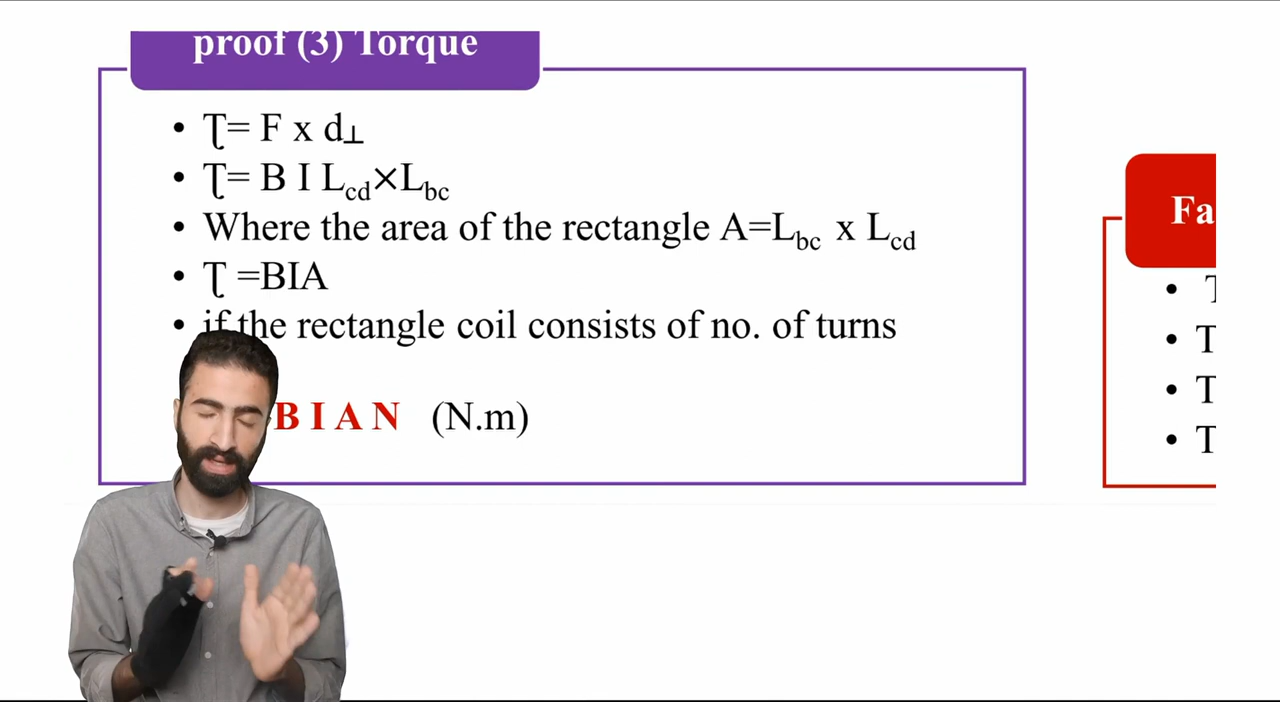 proof (3) Torque
• Ʈ= F x d⊥
• Ʈ= B I Lcd×Lbc
• Where the area of the rectangle A=Lbc x Lcd
• Ʈ =BIA
• if the rectangle coil consists of no. of turns
B I A N (N.m)
Fa
• T
• T
• T
• T